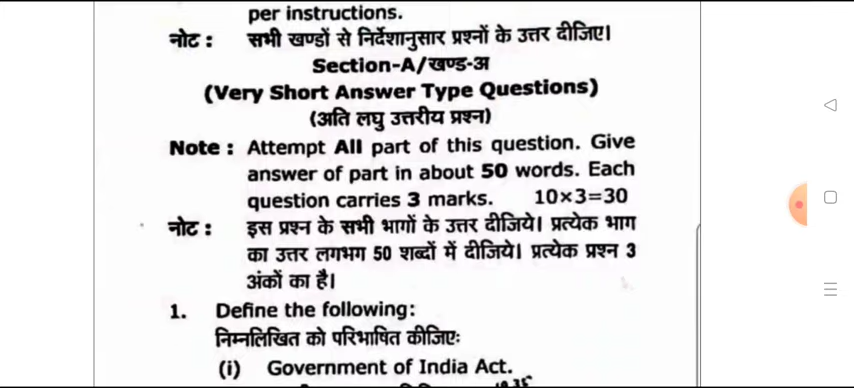 per instructions.
नोट : सभी खण्डों से निर्देशानुसार प्रश्नों के उत्तर दीजिए।
Section-A/खण्ड-अ
(Very Short Answer Type Questions)
(अति लघु उत्तरीय प्रश्न)
Note : Attempt All part of this question. Give
answer of part in about 50 words. Each
question carries 3 marks. 10×3=30
नोट : इस प्रश्न के सभी भागों के उत्तर दीजिये। प्रत्येक भाग
का उत्तर लगभग 50 शब्दों में दीजिये। प्रत्येक प्रश्न 3
अंकों का है।
1. Define the following:
निम्नलिखित को परिभाषित कीजिएः
(i) Government of India Act.